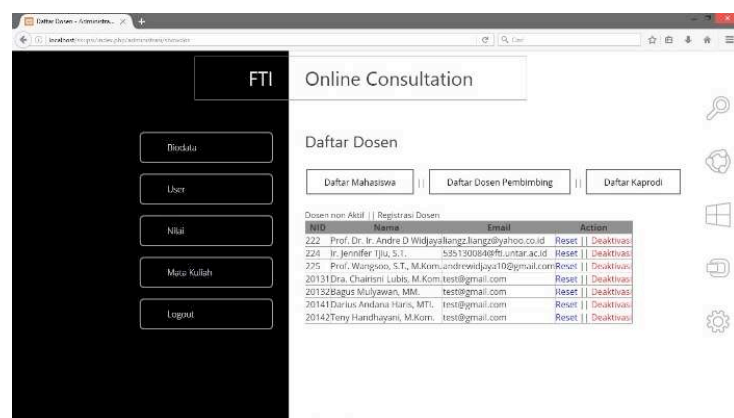 Daftar Dosen - Administra...
Cari
FTI Online Consultation
Biodata
User
Nilai
Mata Kuliah
Logout
Daftar Dosen
Daftar Mahasiswa || Daftar Dosen Pembimbing || Daftar Kaprodi
Dosen non Aktif || Registrasi Dosen
NID Nama Email Action
222 Prof. Dr. Ir. Andre D Widjaya liangz.liangz@yahoo.co.id Reset || Deaktivasi
224 Ir. Jennifer Tjiu, S.T. 535130084@fti.untar.ac.id Reset || Deaktivasi
225 Prof. Wangsoo, S.T., M.Kom. andrewidjaya10@gmail.com Reset || Deaktivasi
20131 Dra. Chairisni Lubis, M.Kom. test@gmail.com Reset || Deaktivasi
20132 Bagus Mulyawan, MM. test@gmail.com Reset || Deaktivasi
20141 Darius Andana Haris, MTI. test@gmail.com Reset || Deaktivasi
20142 Teny Handhayani, M.Kom. test@gmail.com Reset || Deaktivasi